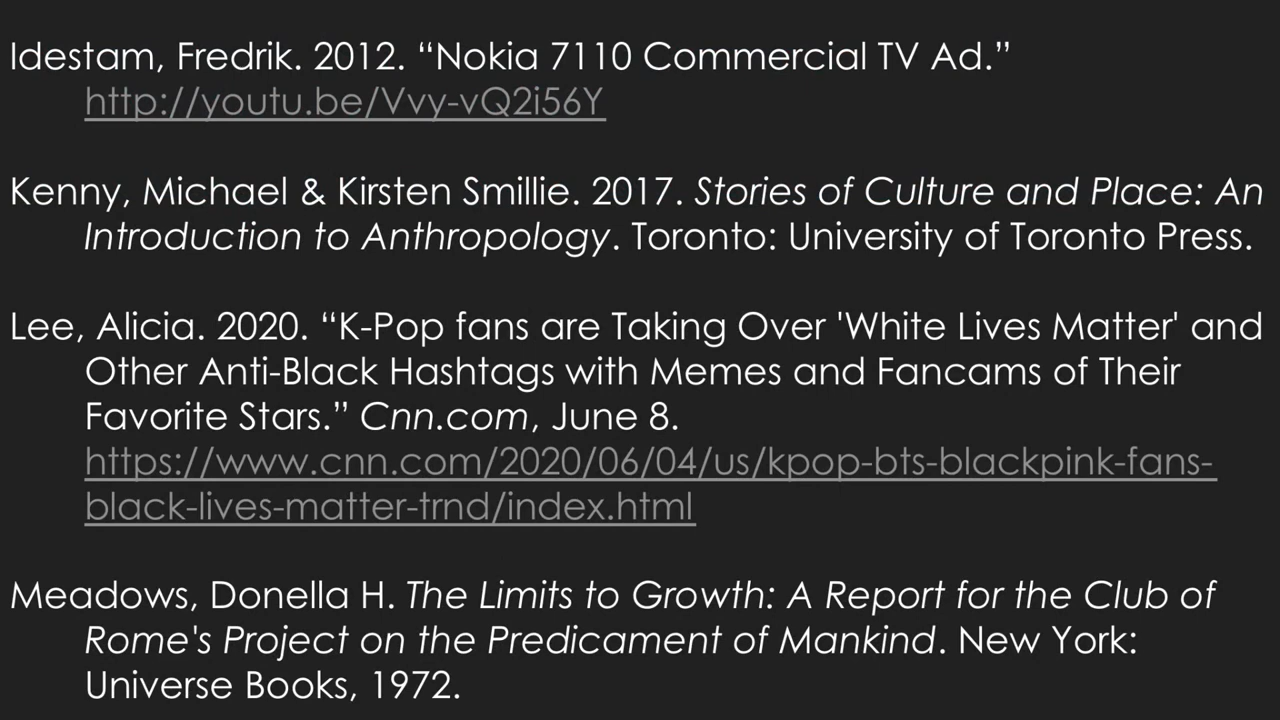 Idestam, Fredrik. 2012. “Nokia 7110 Commercial TV Ad.”
http://youtu.be/Vvy-vQ2i56Y
Kenny, Michael & Kirsten Smillie. 2017. Stories of Culture and Place: An
Introduction to Anthropology. Toronto: University of Toronto Press.
Lee, Alicia. 2020. “K-Pop fans are Taking Over 'White Lives Matter' and
Other Anti-Black Hashtags with Memes and Fancams of Their
Favorite Stars.” Cnn.com, June 8.
https://www.cnn.com/2020/06/04/us/kpop-bts-blackpink-fans-
black-lives-matter-trnd/index.html
Meadows, Donella H. The Limits to Growth: A Report for the Club of
Rome's Project on the Predicament of Mankind. New York:
Universe Books, 1972.